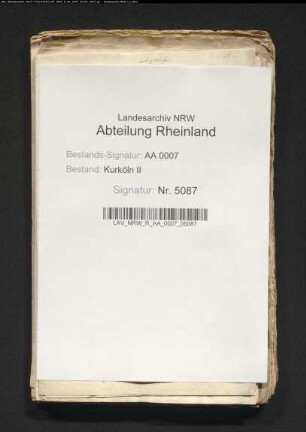 Landesarchiv NRW
Abteilung Rheinland
Bestands-Signatur: AA 0007
Bestand: Kurköln II
Signatur: Nr. 5087
LAV_NRW_R_AA_0007_05087